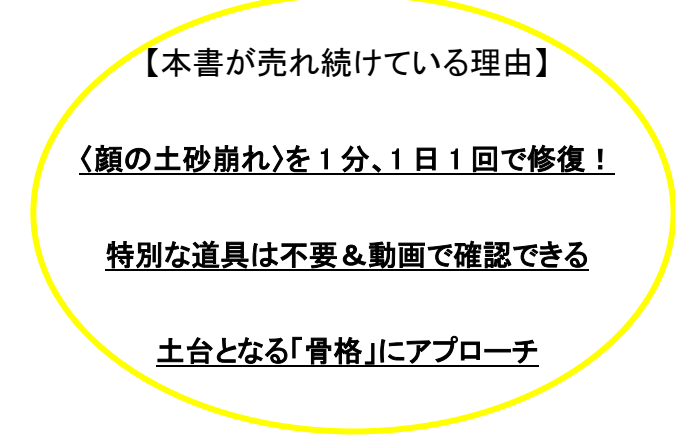 【本書が売れ続けている理由】
〈顔の土砂崩れ〉を1分、1日1回で修復！
特別な道具は不要＆動画で確認できる
土台となる「骨格」にアプローチ